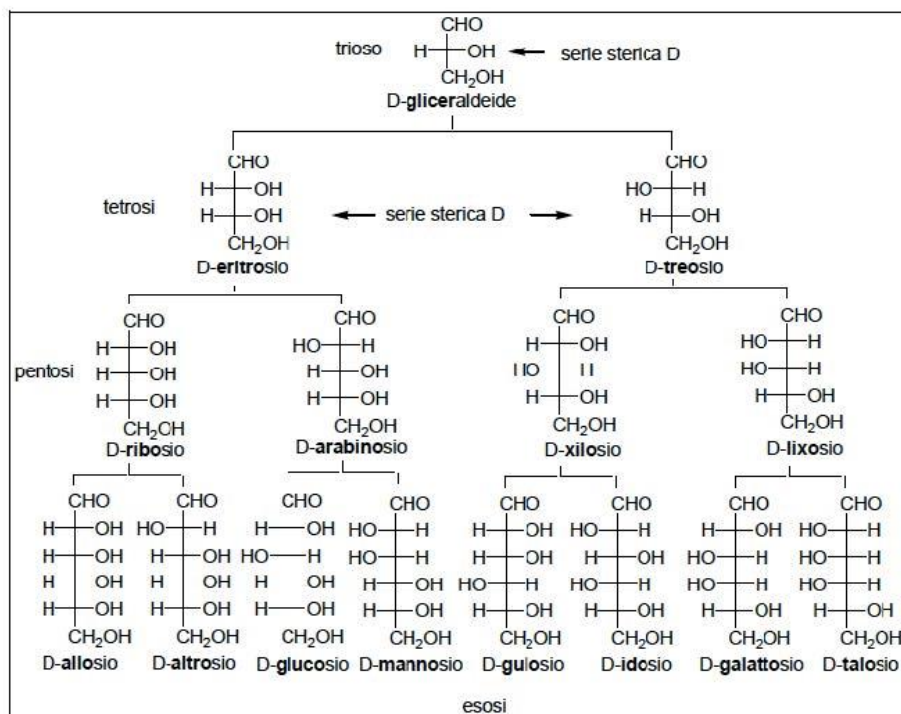 CHO
trioso H OH serie sterica D
CH2OH
D-gliceraldeide
CHO CHO
H OH HO H
tetrosi H OH serie sterica D H OH
CH2OH CH2OH
D-eritrosio D-treosio
CHO CHO CHO CHO
H OH HO H H OH HO H
pentosi H OH H OH HO H HO H
H OH H OH H OH H OH
CH2OH CH2OH CH2OH CH2OH
D-ribosio D-arabinosio D-xilosio D-lixosio
CHO CHO CHO CHO CHO CHO CHO CHO
H OH HO H H OH HO H H OH HO H H OH HO H
H OH H OH HO H HO H H OH H OH HO H HO H
H OH H OH H OH H OH HO H HO H HO H HO H
H OH H OH H OH H OH H OH H OH H OH H OH
CH2OH CH2OH CH2OH CH2OH CH2OH CH2OH CH2OH CH2OH
D-allosio D-altrosio D-glucosio D-mannosio D-gulosio D-idosio D-galattosio D-talosio
esosi